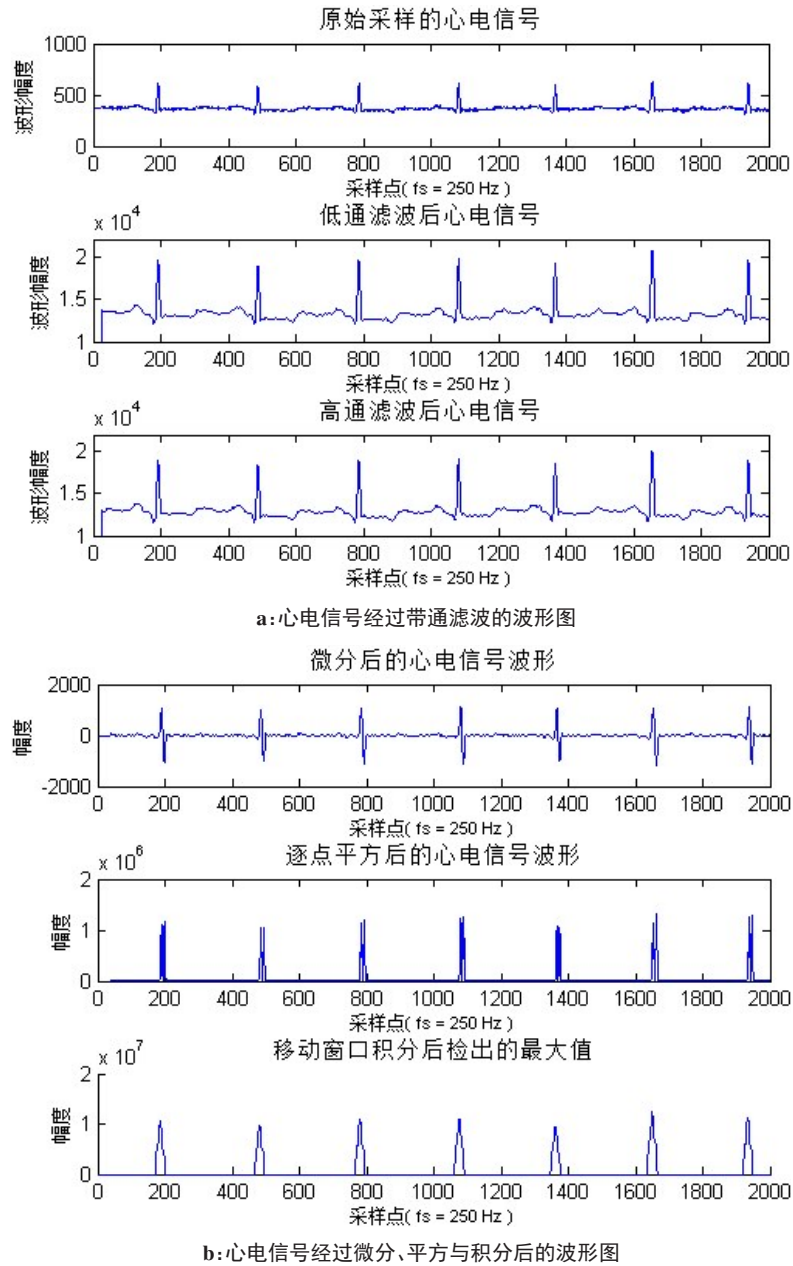 原始采样的心电信号
1000
500
0
波形幅度
0 200 400 600 800 1000 1200 1400 1600 1800 2000
采样点( fs = 250 Hz )
低通滤波后心电信号
x 10^4
2
1.5
1
波形幅度
0 200 400 600 800 1000 1200 1400 1600 1800 2000
采样点( fs = 250 Hz )
高通滤波后心电信号
x 10^4
2
1.5
1
波形幅度
0 200 400 600 800 1000 1200 1400 1600 1800 2000
采样点( fs = 250 Hz )
a:心电信号经过带通滤波的波形图
微分后的心电信号波形
2000
0
-2000
幅度
0 200 400 600 800 1000 1200 1400 1600 1800 2000
采样点( fs = 250 Hz )
逐点平方后的心电信号波形
x 10^6
2
1
0
幅度
0 200 400 600 800 1000 1200 1400 1600 1800 2000
采样点( fs = 250 Hz )
移动窗口积分后检出的最大值
x 10^7
2
1
0
幅度
0 200 400 600 800 1000 1200 1400 1600 1800 2000
采样点( fs = 250 Hz )
b:心电信号经过微分、平方与积分后的波形图